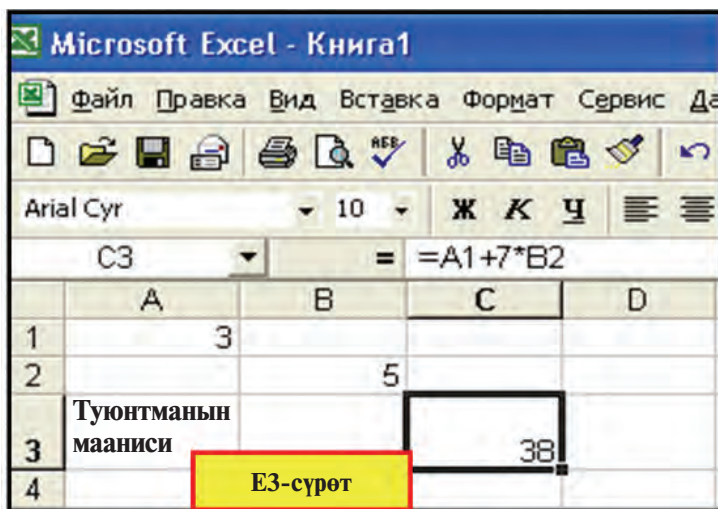 Microsoft Excel - Книга1
Файл Правка Вид Вставка Формат Сервис Да
АБВ
Arial Cyr 10 Ж К Ч
C3 = =A1+7*B2
A B C D
1 3
2 5
Туюнтманын
3 мааниси 38
4
Е3-сүрөт